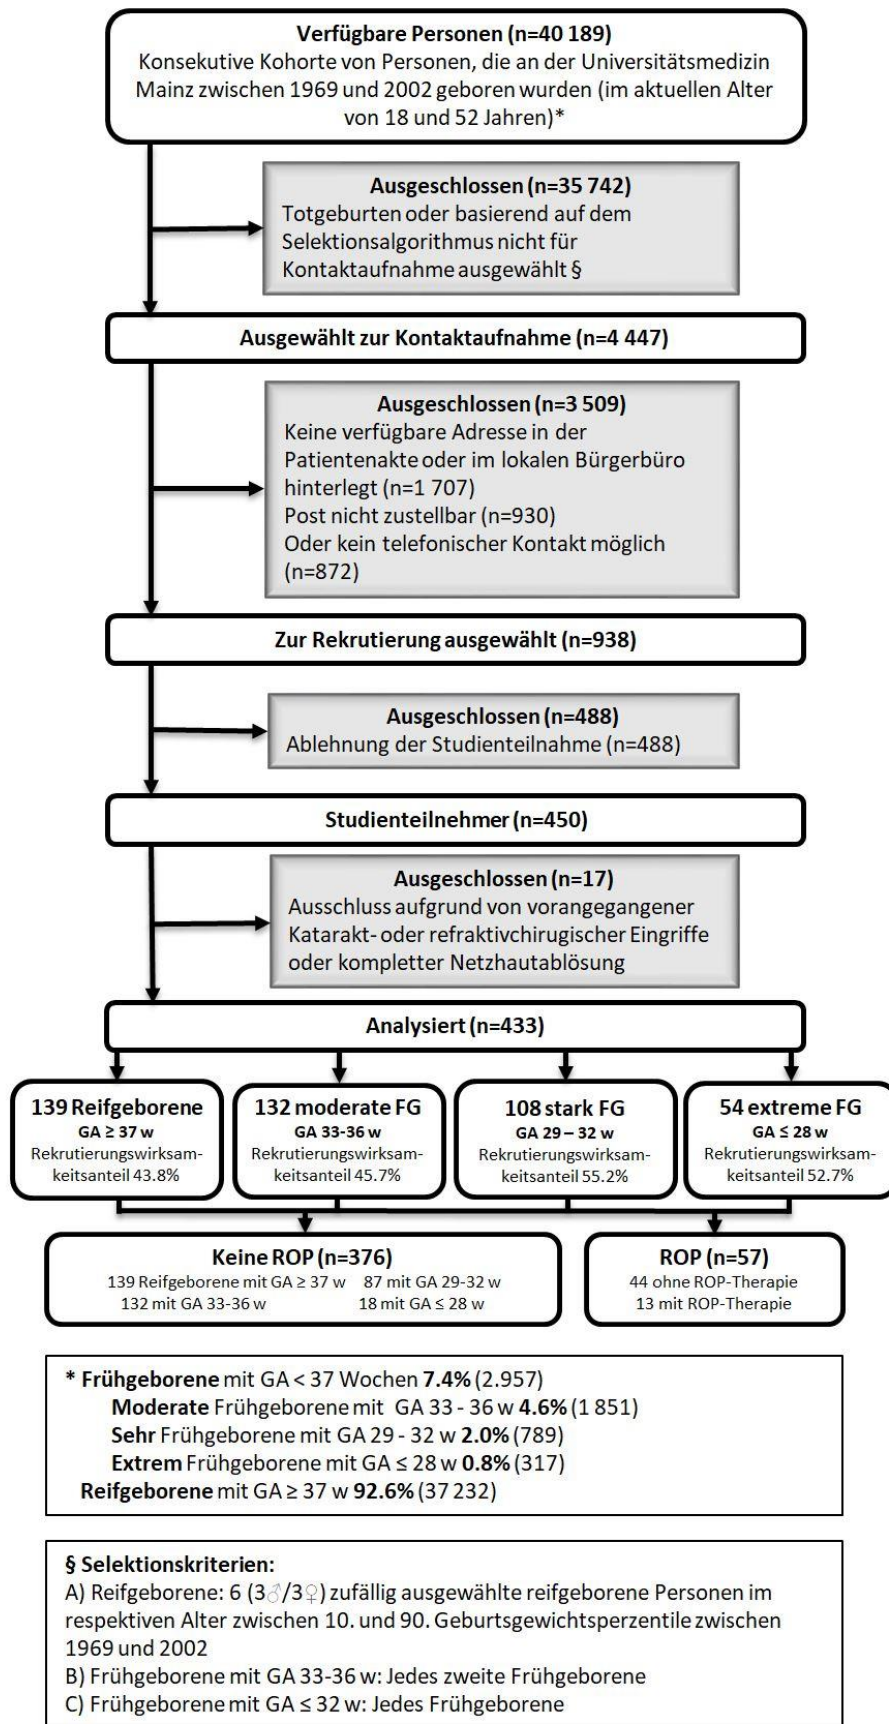 Verfügbare Personen (n=40 189)
Konsekutive Kohorte von Personen, die an der Universitätsmedizin
Mainz zwischen 1969 und 2002 geboren wurden (im aktuellen Alter
von 18 und 52 Jahren)*
Ausgeschlossen (n=35 742)
Totgeburten oder basierend auf dem
Selektionsalgorithmus nicht für
Kontaktaufnahme ausgewählt §
Ausgewählt zur Kontaktaufnahme (n=4 447)
Ausgeschlossen (n=3 509)
Keine verfügbare Adresse in der
Patientenakte oder im lokalen Bürgerbüro
hinterlegt (n=1 707)
Post nicht zustellbar (n=930)
Oder kein telefonischer Kontakt möglich
(n=872)
Zur Rekrutierung ausgewählt (n=938)
Ausgeschlossen (n=488)
Ablehnung der Studienteilnahme (n=488)
Studienteilnehmer (n=450)
Ausgeschlossen (n=17)
Ausschluss aufgrund von vorangegangener
Katarakt- oder refraktivchirugischer Eingriffe
oder kompletter Netzhautablösung
Analysiert (n=433)
139 Reifgeborene
GA ≥ 37 w
Rekrutierungswirksam-
keitsanteil 43.8%
132 moderate FG
GA 33-36 w
Rekrutierungswirksam-
keitsanteil 45.7%
108 stark FG
GA 29 – 32 w
Rekrutierungswirksam-
keitsanteil 55.2%
54 extreme FG
GA ≤ 28 w
Rekrutierungswirksam-
keitsanteil 52.7%
Keine ROP (n=376)
139 Reifgeborene mit GA ≥ 37 w 87 mit GA 29-32 w
132 mit GA 33-36 w 18 mit GA ≤ 28 w
ROP (n=57)
44 ohne ROP-Therapie
13 mit ROP-Therapie
* Frühgeborene mit GA < 37 Wochen 7.4% (2.957)
Moderate Frühgeborene mit GA 33 - 36 w 4.6% (1 851)
Sehr Frühgeborene mit GA 29 - 32 w 2.0% (789)
Extrem Frühgeborene mit GA ≤ 28 w 0.8% (317)
Reifgeborene mit GA ≥ 37 w 92.6% (37 232)
§ Selektionskriterien:
A) Reifgeborene: 6 (3♂/3♀) zufällig ausgewählte reifgeborene Personen im
respektiven Alter zwischen 10. und 90. Geburtsgewichtsperzentile zwischen
1969 und 2002
B) Frühgeborene mit GA 33-36 w: Jedes zweite Frühgeborene
C) Frühgeborene mit GA ≤ 32 w: Jedes Frühgeborene